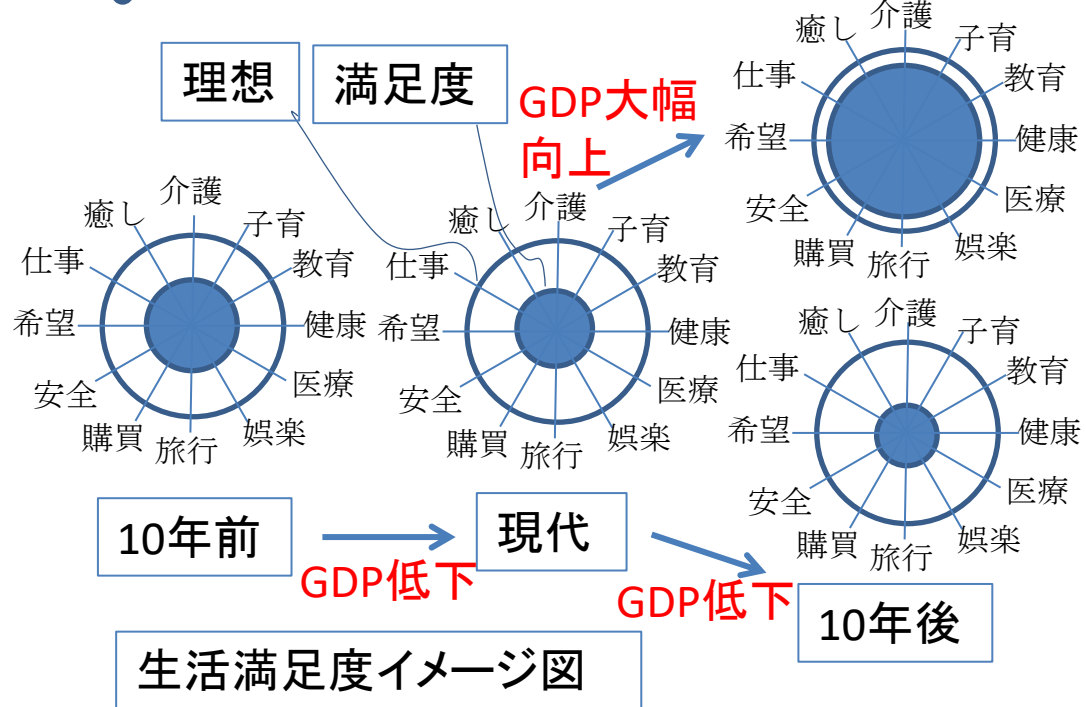 理想
満足度
GDP大幅
向上
介護
子育
教育
健康
医療
娯楽
旅行
購買
安全
希望
仕事
癒し
介護
子育
教育
健康
医療
娯楽
旅行
購買
安全
希望
仕事
癒し
介護
子育
教育
健康
医療
娯楽
旅行
購買
安全
希望
仕事
癒し
介護
子育
教育
健康
医療
娯楽
旅行
購買
安全
希望
仕事
癒し
10年前
GDP低下
現代
GDP低下
10年後
生活満足度イメージ図